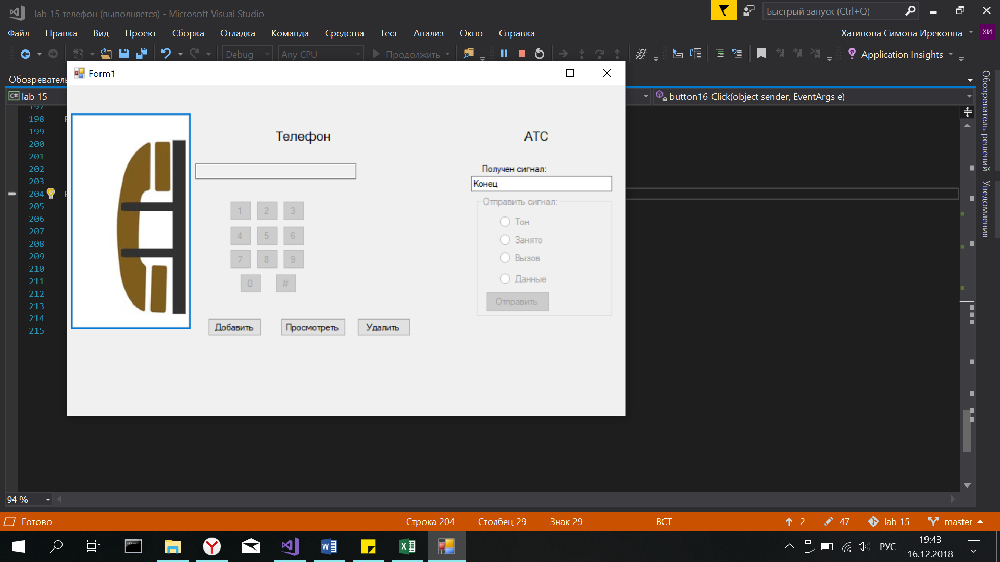 lab 15 телефон (выполняется) - Microsoft Visual Studio
Быстрый запуск (Ctrl+Q)
Файл Правка Вид Проект Сборка Отладка Команда Средства Тест Анализ Окно Справка
Хатипова Симона Ирековна ХИ
Debug Any CPU Продолжить Application Insights
Обозреватель
Form1
lab 15
button16_Click(object sender, EventArgs e)
Обозреватель решений
Уведомления
197
198
199
200
201
202
203
204
205
206
207
208
209
210
211
212
213
214
215
Телефон
АТС
Получен сигнал:
Конец
Отправить сигнал:
Тон
Занято
Вызов
Данные
Отправить
1 2 3
4 5 6
7 8 9
0 #
Добавить Просмотреть Удалить
94 %
Готово Строка 204 Столбец 29 Знак 29 ВСТ 2 47 lab 15 master
РУС
19:43
16.12.2018